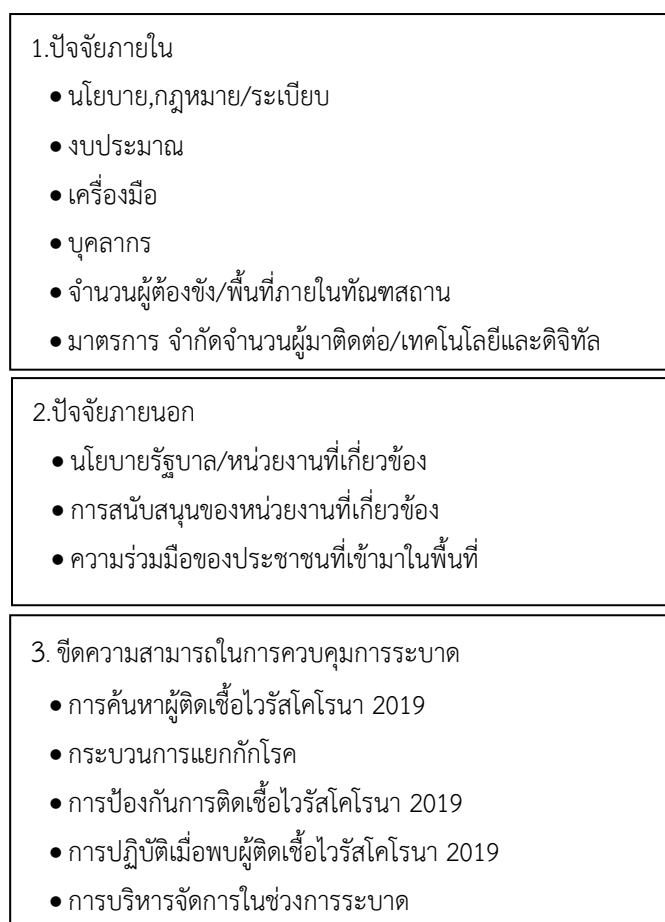 1.ปัจจัยภายใน
•นโยบาย,กฎหมาย/ระเบียบ
•งบประมาณ
•เครื่องมือ
•บุคลากร
•จำนวนผู้ต้องขัง/พื้นที่ภายในทัณฑสถาน
•มาตรการ จำกัดจำนวนผู้มาติดต่อ/เทคโนโลยีและดิจิทัล
2.ปัจจัยภายนอก
•นโยบายรัฐบาล/หน่วยงานที่เกี่ยวข้อง
•การสนับสนุนของหน่วยงานที่เกี่ยวข้อง
•ความร่วมมือของประชาชนที่เข้ามาในพื้นที่
3. ขีดความสามารถในการควบคุมการระบาด
•การค้นหาผู้ติดเชื้อไวรัสโคโรนา 2019
•กระบวนการแยกกักโรค
•การป้องกันการติดเชื้อไวรัสโคโรนา 2019
•การปฏิบัติเมื่อพบผู้ติดเชื้อไวรัสโคโรนา 2019
•การบริหารจัดการในช่วงการระบาด